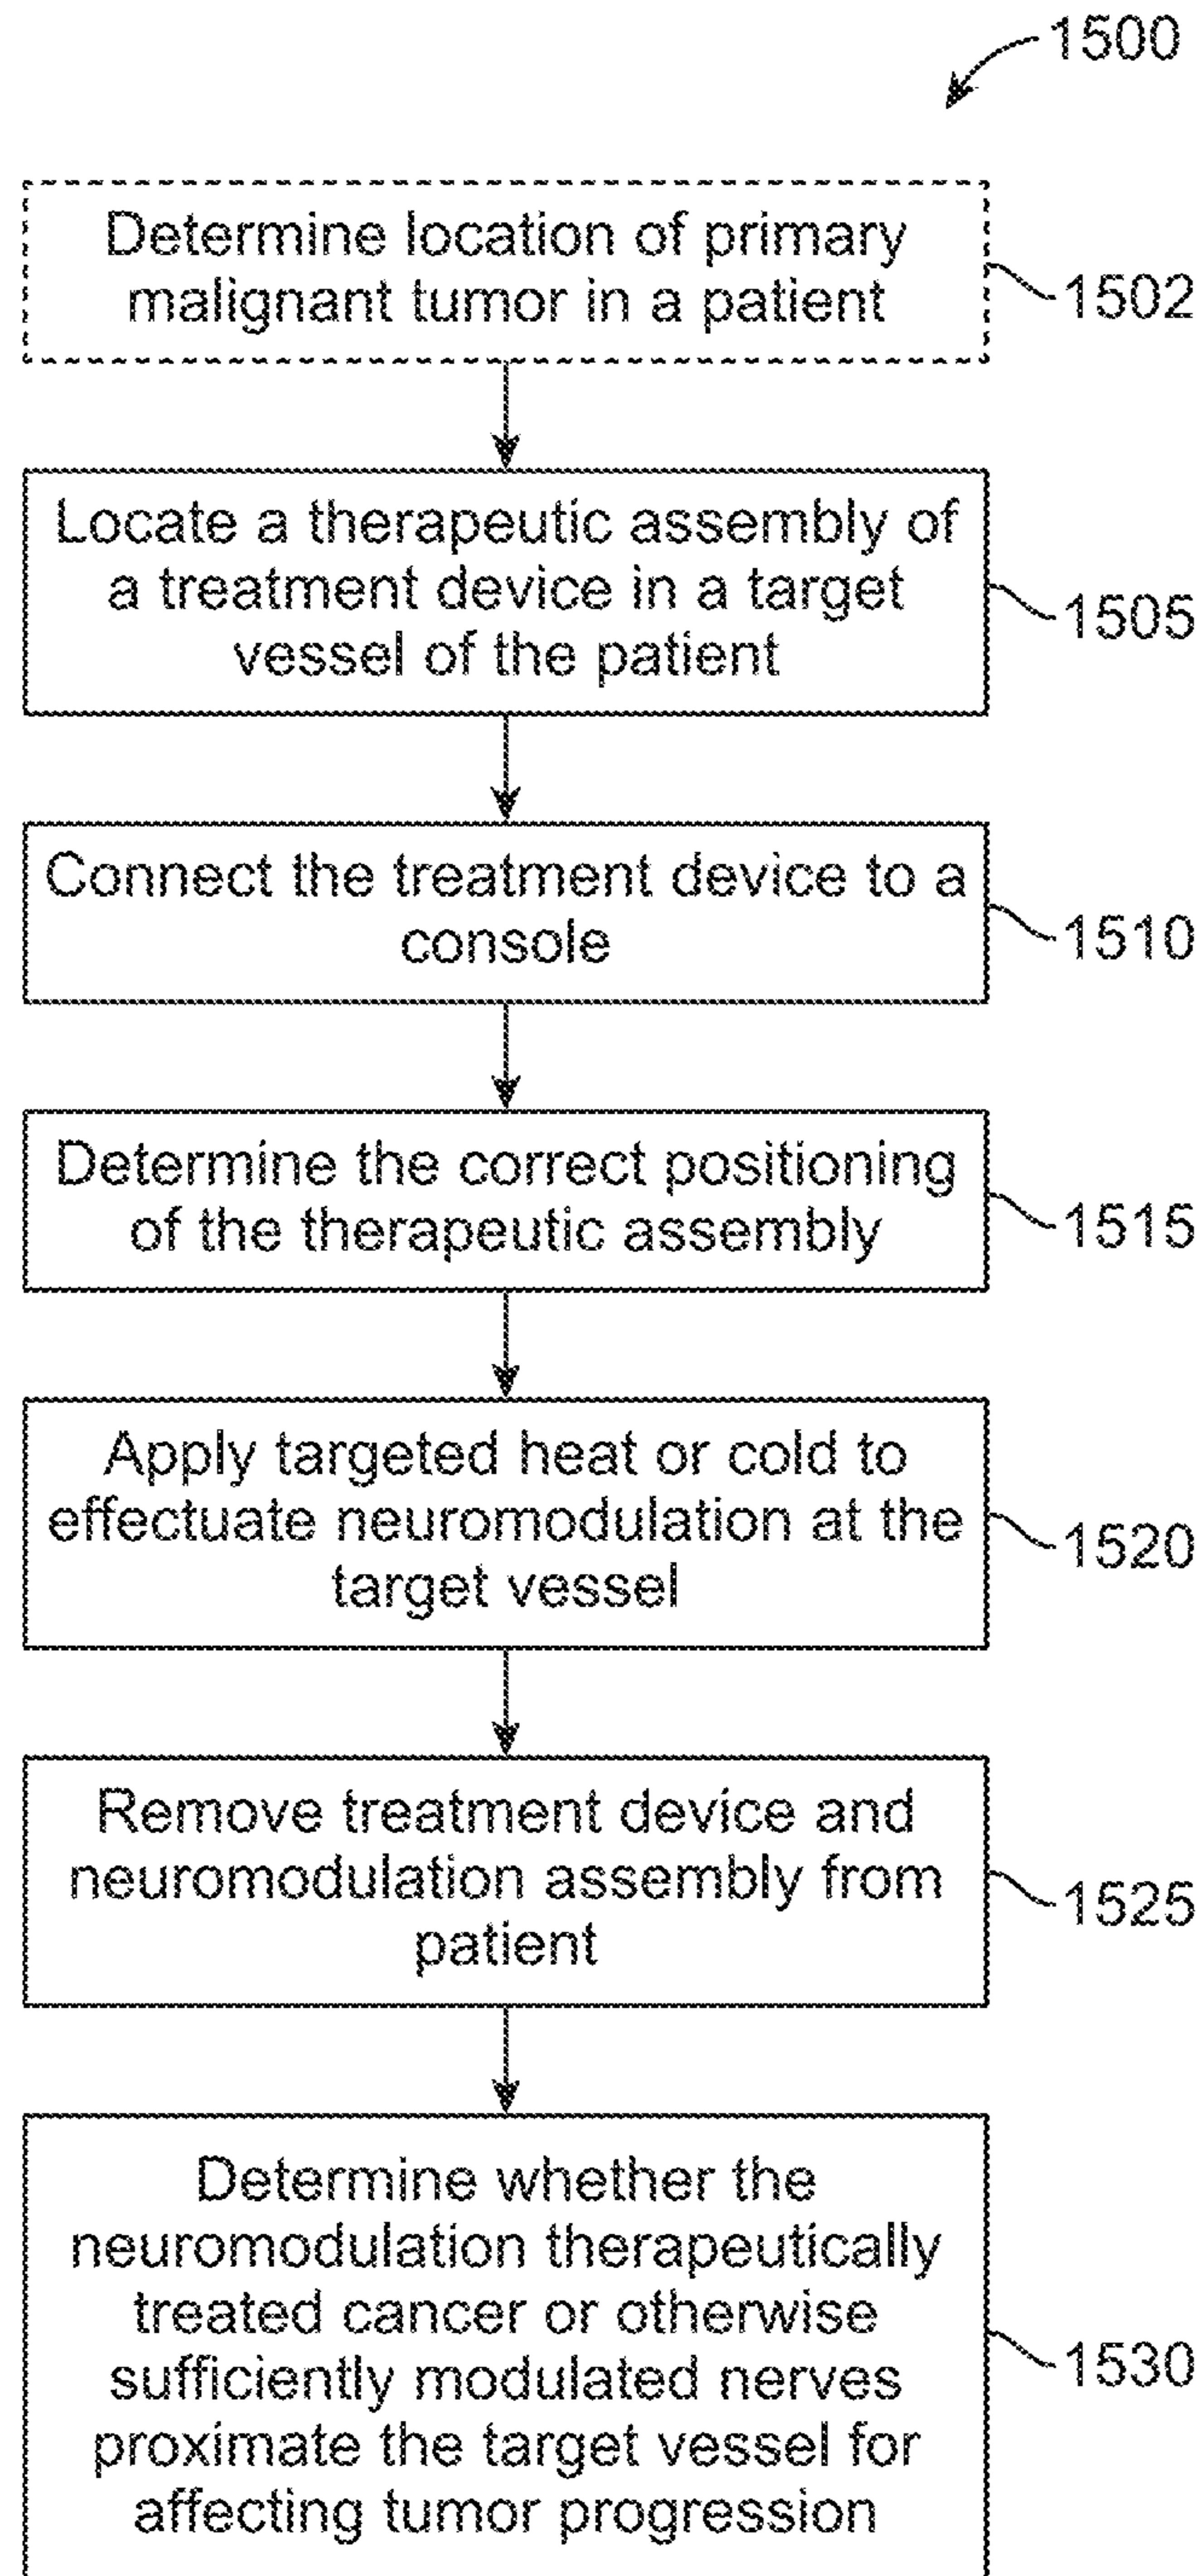 1500
Determine location of primary
malignant tumor in a patient
1502
Locate a therapeutic assembly of
a treatment device in a target
vessel of the patient
1505
Connect the treatment device to a
console
1510
Determine the correct positioning
of the therapeutic assembly
1515
Apply targeted heat or cold to
effectuate neuromodulation at the
target vessel
1520
Remove treatment device and
neuromodulation assembly from
patient
1525
Determine whether the
neuromodulation therapeutically
treated cancer or otherwise
sufficiently modulated nerves
proximate the target vessel for
affecting tumor progression
1530